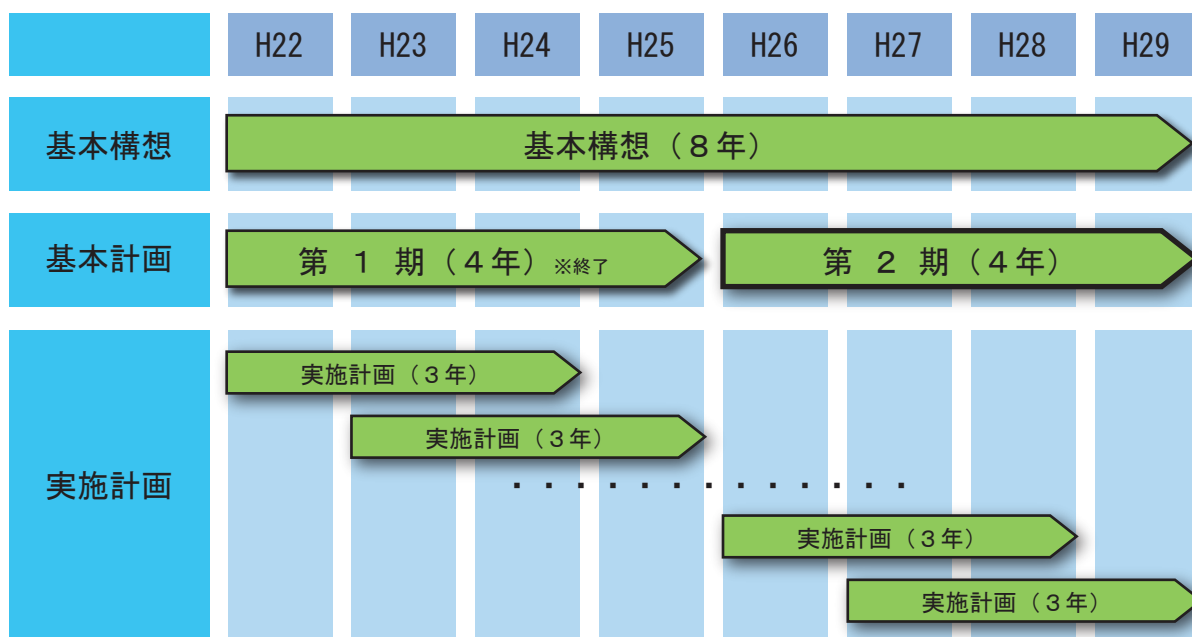 H22 H23 H24 H25 H26 H27 H28 H29
基本構想
基本構想（８年）
基本計画
第 １ 期（４年）※終了
第 ２ 期（４年）
実施計画
実施計画（３年）
実施計画（３年）
・・・・・・・・・・・・・
実施計画（３年）
実施計画（３年）